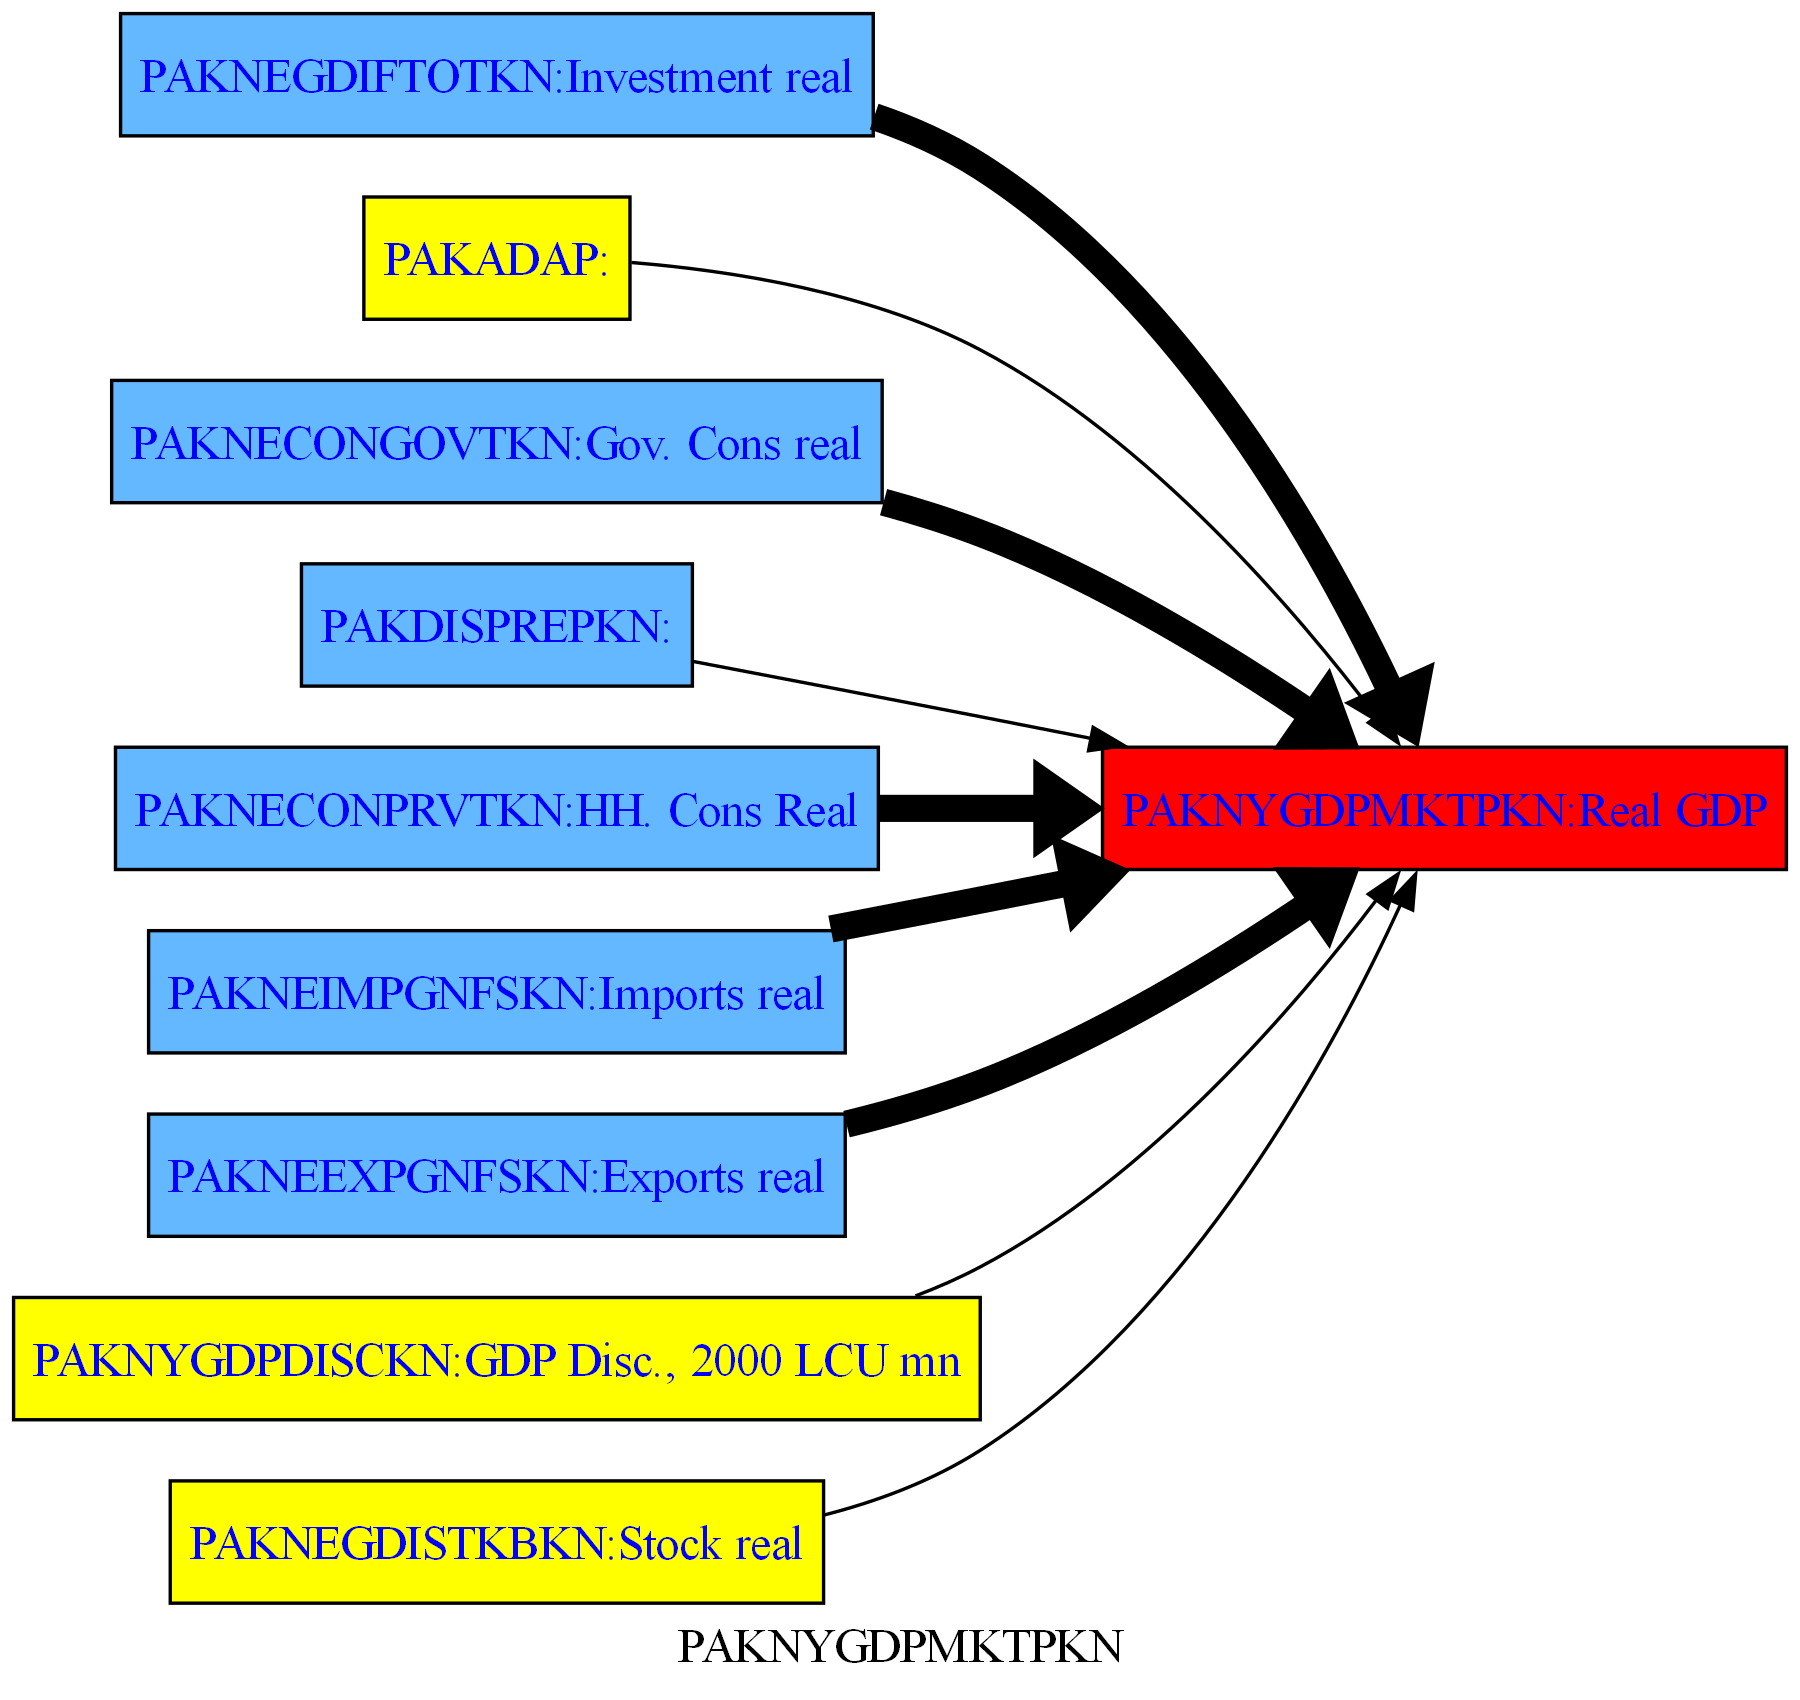 PAKNEGDIFTOTKN:Investment real
PAKADAP:
PAKNECONGOVTKN:Gov. Cons real
PAKDISPREPKN:
PAKNECONPRVTKN:HH. Cons Real
PAKNYGDPMKTPKN:Real GDP
PAKNEIMPGNFSKN:Imports real
PAKNEEXPGNFSKN:Exports real
PAKNYGDPDISCKN:GDP Disc., 2000 LCU mn
PAKNEGDISTKBKN:Stock real
PAKNYGDPMKTPKN